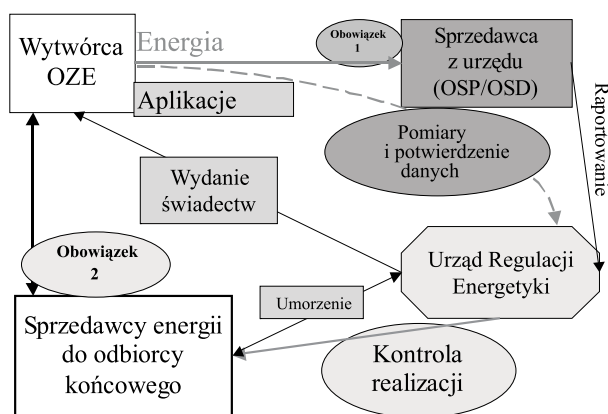 Wytwórca
OZE
Energia
Obowiązek
1
Sprzedawca
z urzędu
(OSP/OSD)
Aplikacje
Raportowanie
Pomiary
i potwierdzenie
danych
Wydanie
świadectw
Obowiązek
2
Urząd Regulacji
Energetyki
Umorzenie
Sprzedawcy energii
do odbiorcy
końcowego
Kontrola
realizacji